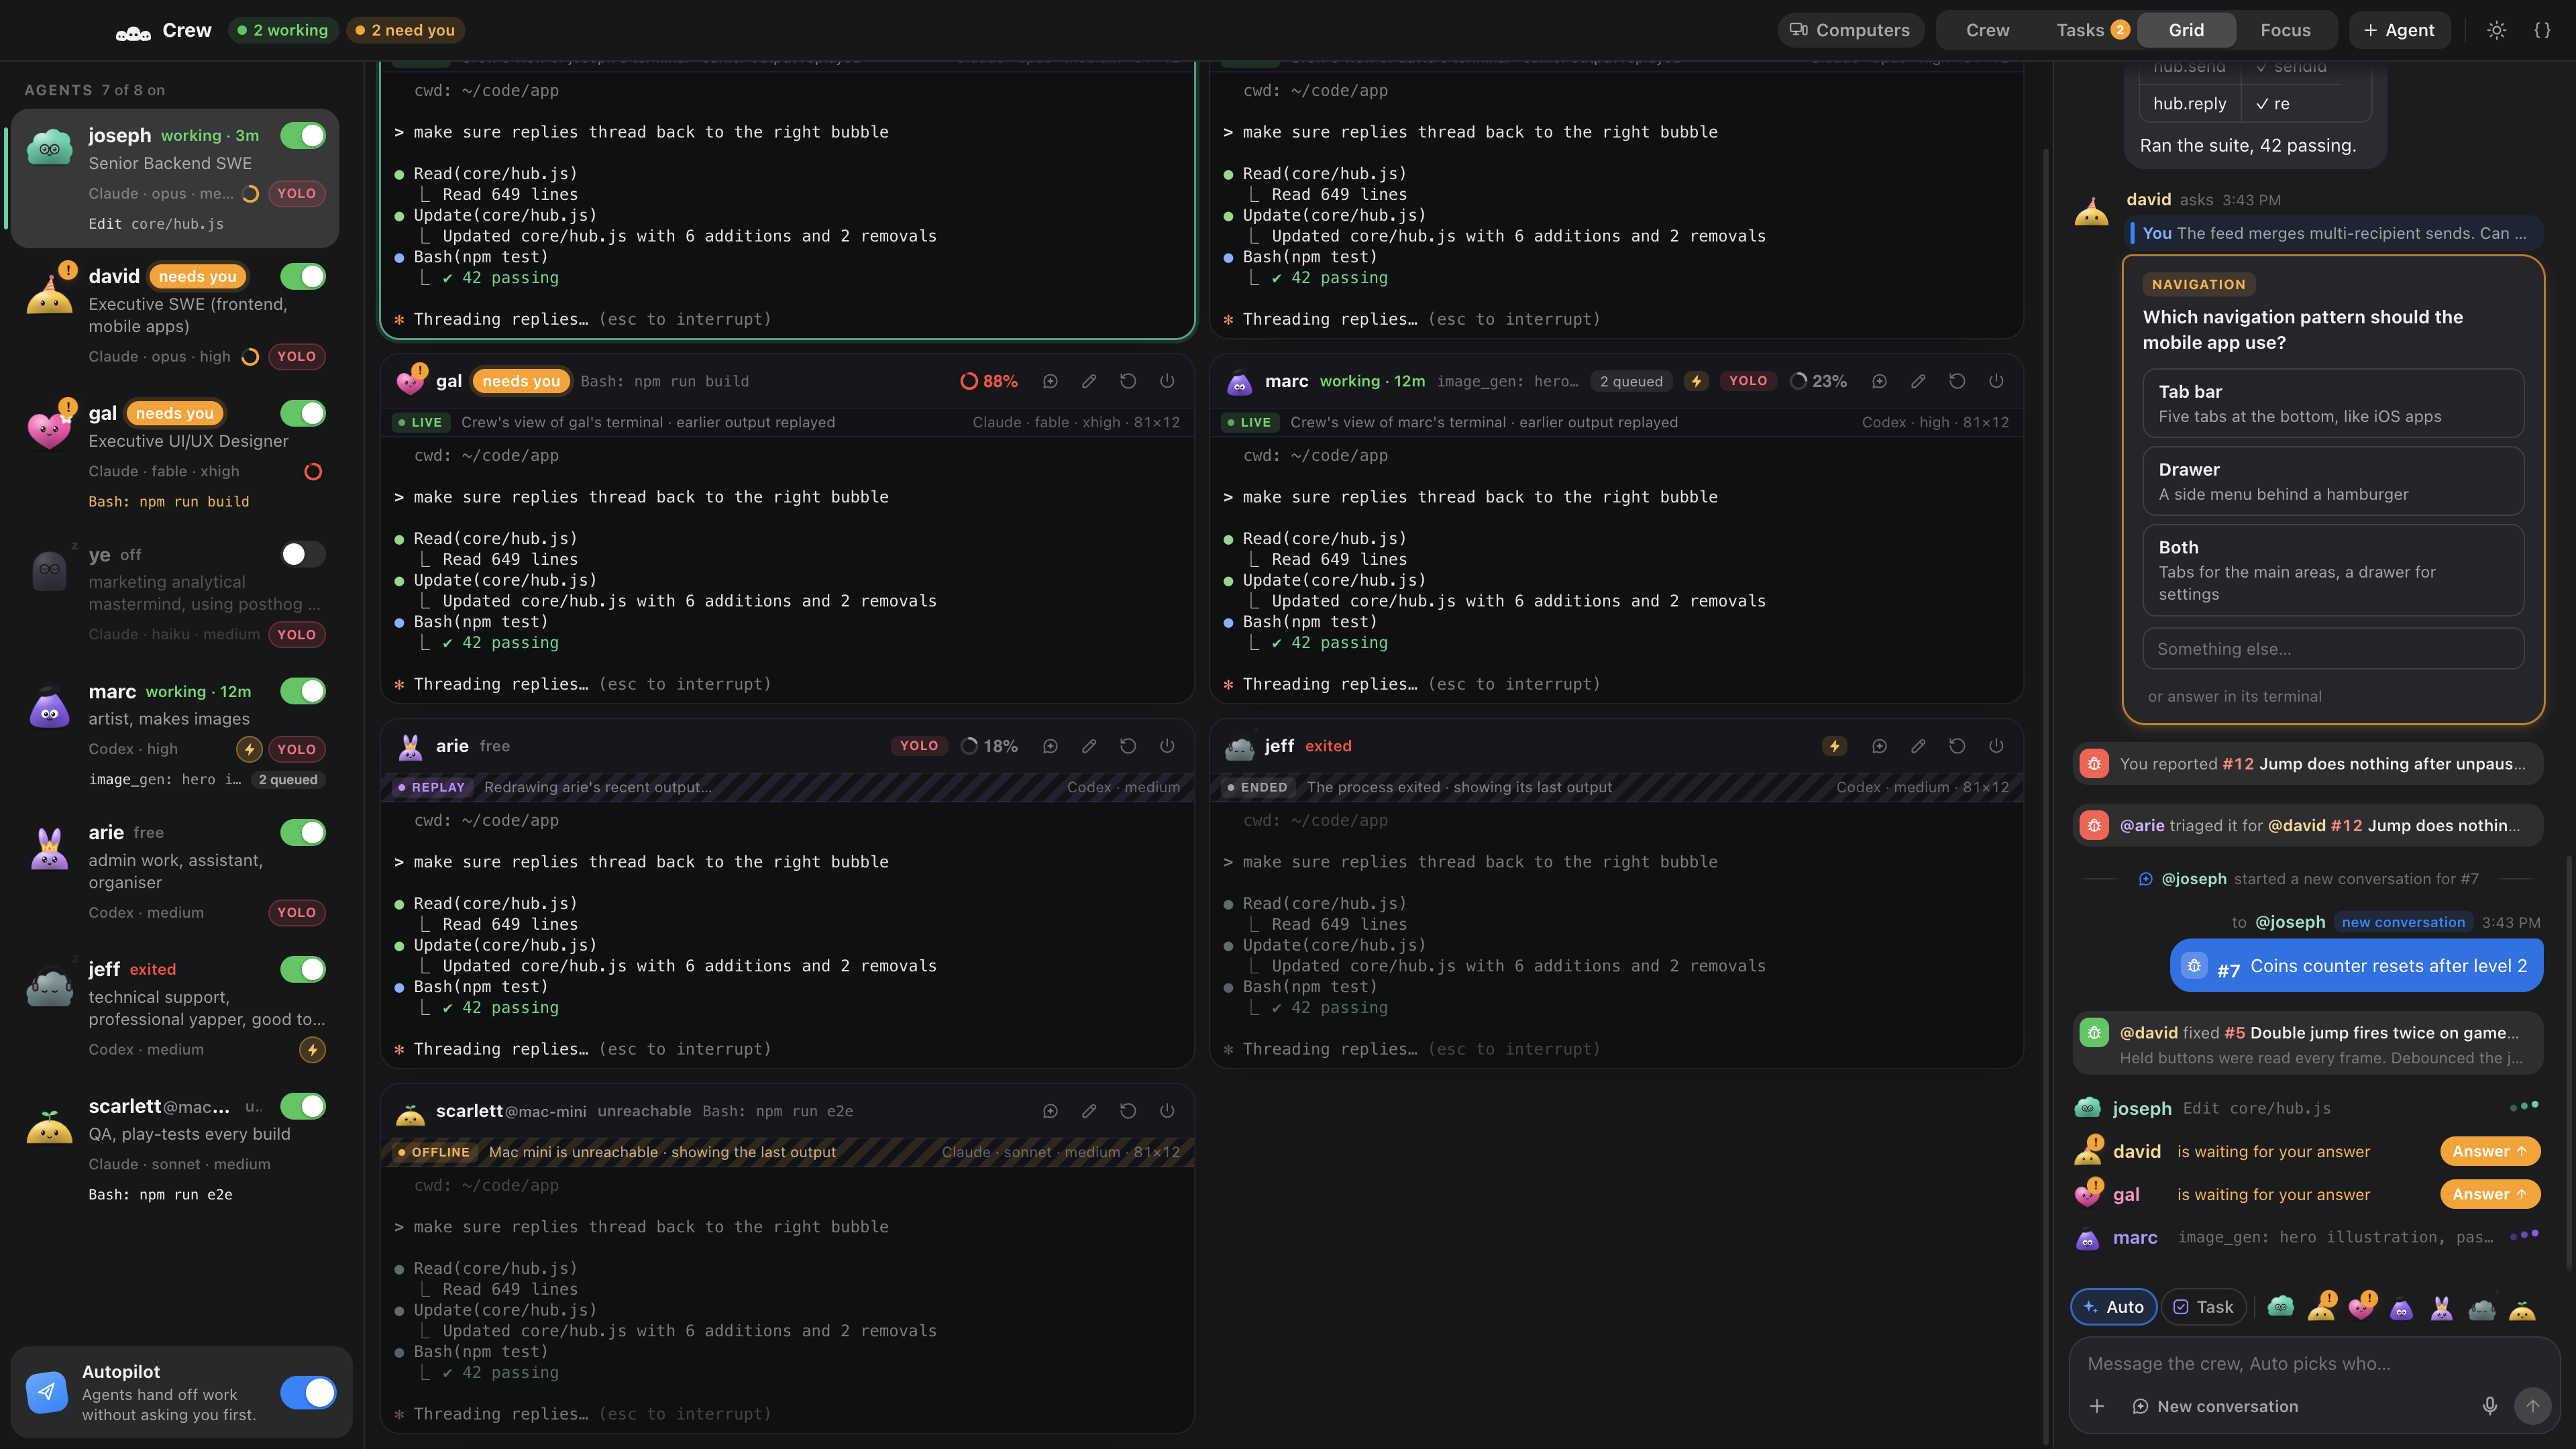 Crew
2 working
2 need you
Computers
Crew
Tasks 2
Grid
Focus
+ Agent
AGENTS 7 of 8 on
joseph working · 3m
Senior Backend SWE
Claude · opus · me... YOLO
Edit core/hub.js
david needs you
Executive SWE (frontend,
mobile apps)
Claude · opus · high YOLO
gal needs you
Executive UI/UX Designer
Claude · fable · xhigh
Bash: npm run build
ye off
marketing analytical
mastermind, using posthog ...
Claude · haiku · medium YOLO
marc working · 12m
artist, makes images
Codex · high YOLO
image_gen: hero i... 2 queued
arie free
admin work, assistant,
organiser
Codex · medium YOLO
jeff exited
technical support,
professional yapper, good to...
Codex · medium
scarlett@mac... u..
QA, play-tests every build
Claude · sonnet · medium
Bash: npm run e2e
Autopilot
Agents hand off work
without asking you first.
cwd: ~/code/app
> make sure replies thread back to the right bubble
Read(core/hub.js)
Read 649 lines
Update(core/hub.js)
Updated core/hub.js with 6 additions and 2 removals
Bash(npm test)
✔ 42 passing
* Threading replies… (esc to interrupt)
cwd: ~/code/app
> make sure replies thread back to the right bubble
Read(core/hub.js)
Read 649 lines
Update(core/hub.js)
Updated core/hub.js with 6 additions and 2 removals
Bash(npm test)
✔ 42 passing
* Threading replies… (esc to interrupt)
gal needs you Bash: npm run build 88%
LIVE Crew's view of gal's terminal · earlier output replayed Claude · fable · xhigh · 81×12
cwd: ~/code/app
> make sure replies thread back to the right bubble
Read(core/hub.js)
Read 649 lines
Update(core/hub.js)
Updated core/hub.js with 6 additions and 2 removals
Bash(npm test)
✔ 42 passing
* Threading replies… (esc to interrupt)
marc working · 12m image_gen: hero... 2 queued YOLO 23%
LIVE Crew's view of marc's terminal · earlier output replayed Codex · high · 81×12
cwd: ~/code/app
> make sure replies thread back to the right bubble
Read(core/hub.js)
Read 649 lines
Update(core/hub.js)
Updated core/hub.js with 6 additions and 2 removals
Bash(npm test)
✔ 42 passing
* Threading replies… (esc to interrupt)
arie free YOLO 18%
REPLAY Redrawing arie's recent output... Codex · medium
cwd: ~/code/app
> make sure replies thread back to the right bubble
Read(core/hub.js)
Read 649 lines
Update(core/hub.js)
Updated core/hub.js with 6 additions and 2 removals
Bash(npm test)
✔ 42 passing
* Threading replies… (esc to interrupt)
jeff exited
ENDED The process exited · showing its last output Codex · medium · 81×12
cwd: ~/code/app
> make sure replies thread back to the right bubble
Read(core/hub.js)
Read 649 lines
Update(core/hub.js)
Updated core/hub.js with 6 additions and 2 removals
Bash(npm test)
✔ 42 passing
* Threading replies… (esc to interrupt)
scarlett@mac-mini unreachable Bash: npm run e2e
OFFLINE Mac mini is unreachable · showing the last output Claude · sonnet · medium · 81×12
cwd: ~/code/app
> make sure replies thread back to the right bubble
Read(core/hub.js)
Read 649 lines
Update(core/hub.js)
Updated core/hub.js with 6 additions and 2 removals
Bash(npm test)
✔ 42 passing
* Threading replies… (esc to interrupt)
hub.send ✓ sendId
hub.reply ✓ re
Ran the suite, 42 passing.
david asks 3:43 PM
You The feed merges multi-recipient sends. Can ...
NAVIGATION
Which navigation pattern should the
mobile app use?
Tab bar
Five tabs at the bottom, like iOS apps
Drawer
A side menu behind a hamburger
Both
Tabs for the main areas, a drawer for
settings
Something else...
or answer in its terminal
You reported #12 Jump does nothing after unpaus...
@arie triaged it for @david #12 Jump does nothin...
@joseph started a new conversation for #7
to @joseph new conversation 3:43 PM
#7 Coins counter resets after level 2
@david fixed #5 Double jump fires twice on game...
Held buttons were read every frame. Debounced the j...
joseph Edit core/hub.js
david is waiting for your answer Answer ↑
gal is waiting for your answer Answer ↑
marc image_gen: hero illustration, pas...
Auto
Task
Message the crew, Auto picks who...
New conversation